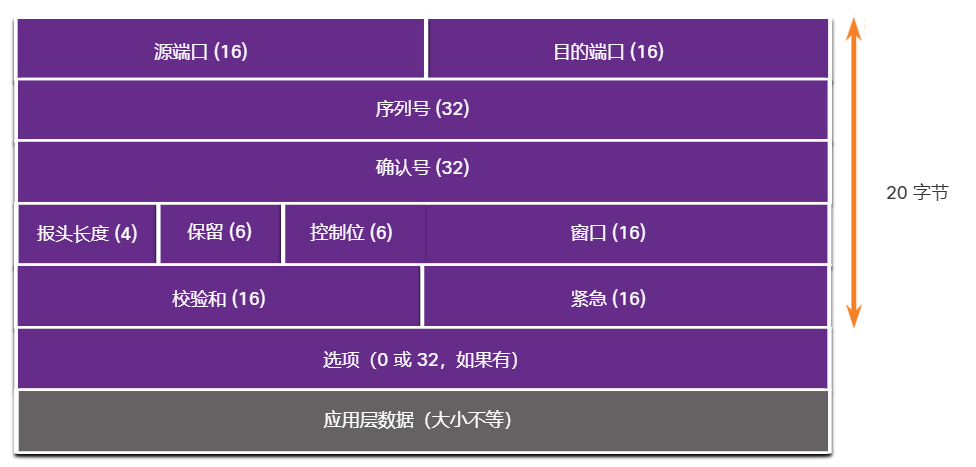 源端口 (16)
目的端口 (16)
序列号 (32)
确认号 (32)
20 字节
报头长度 (4)
保留 (6)
控制位 (6)
窗口 (16)
校验和 (16)
紧急 (16)
选项（0 或 32，如果有）
应用层数据（大小不等）